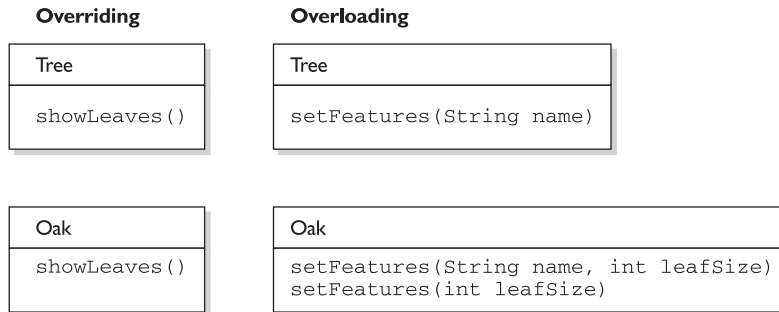 Overriding
Overloading
Tree
showLeaves()
Tree
setFeatures(String name)
Oak
showLeaves()
Oak
setFeatures(String name, int leafSize)
setFeatures(int leafSize)